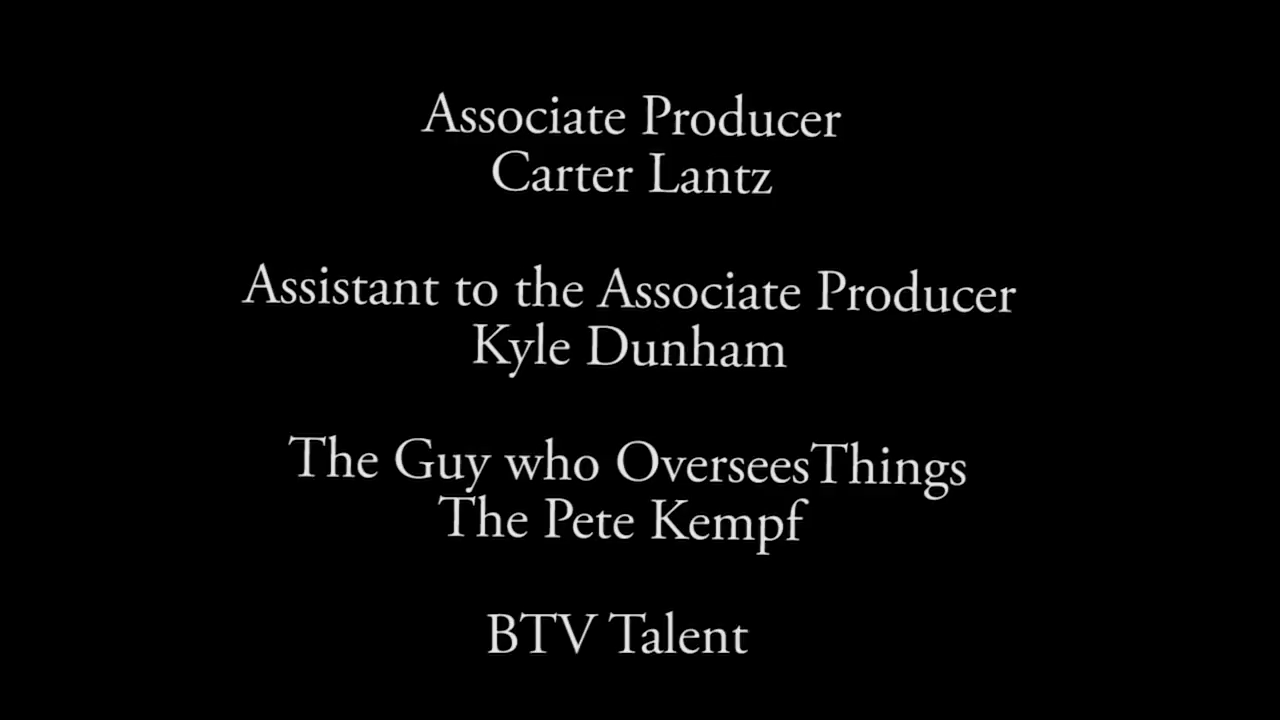 Associate Producer
Carter Lantz
Assistant to the Associate Producer
Kyle Dunham
The Guy who OverseesThings
The Pete Kempf
BTV Talent